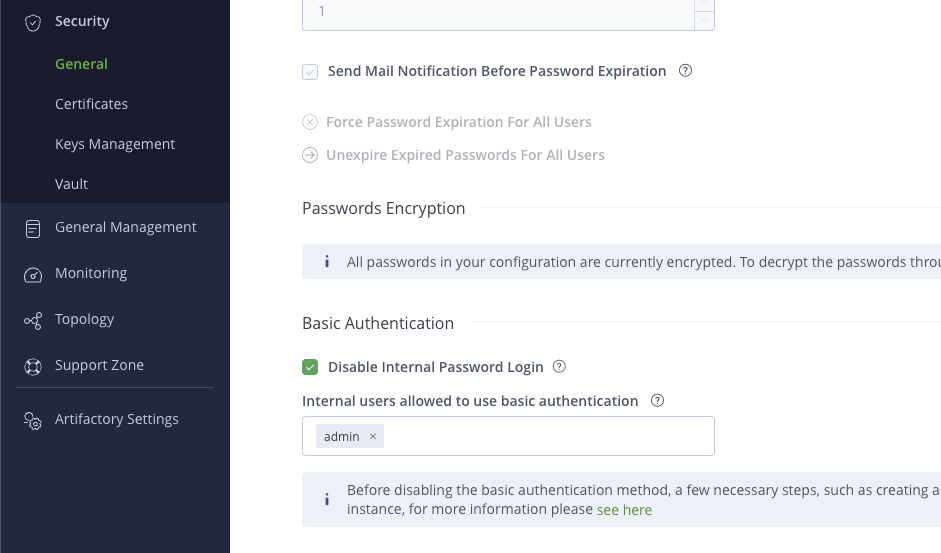 Security
General
Certificates
Keys Management
Vault
General Management
Monitoring
Topology
Support Zone
Artifactory Settings
1
Send Mail Notification Before Password Expiration
Force Password Expiration For All Users
Unexpire Expired Passwords For All Users
Passwords Encryption
All passwords in your configuration are currently encrypted. To decrypt the passwords
Basic Authentication
Disable Internal Password Login
Internal users allowed to use basic authentication
admin ×
Before disabling the basic authentication method, a few necessary steps, such as creating
instance, for more information please see here